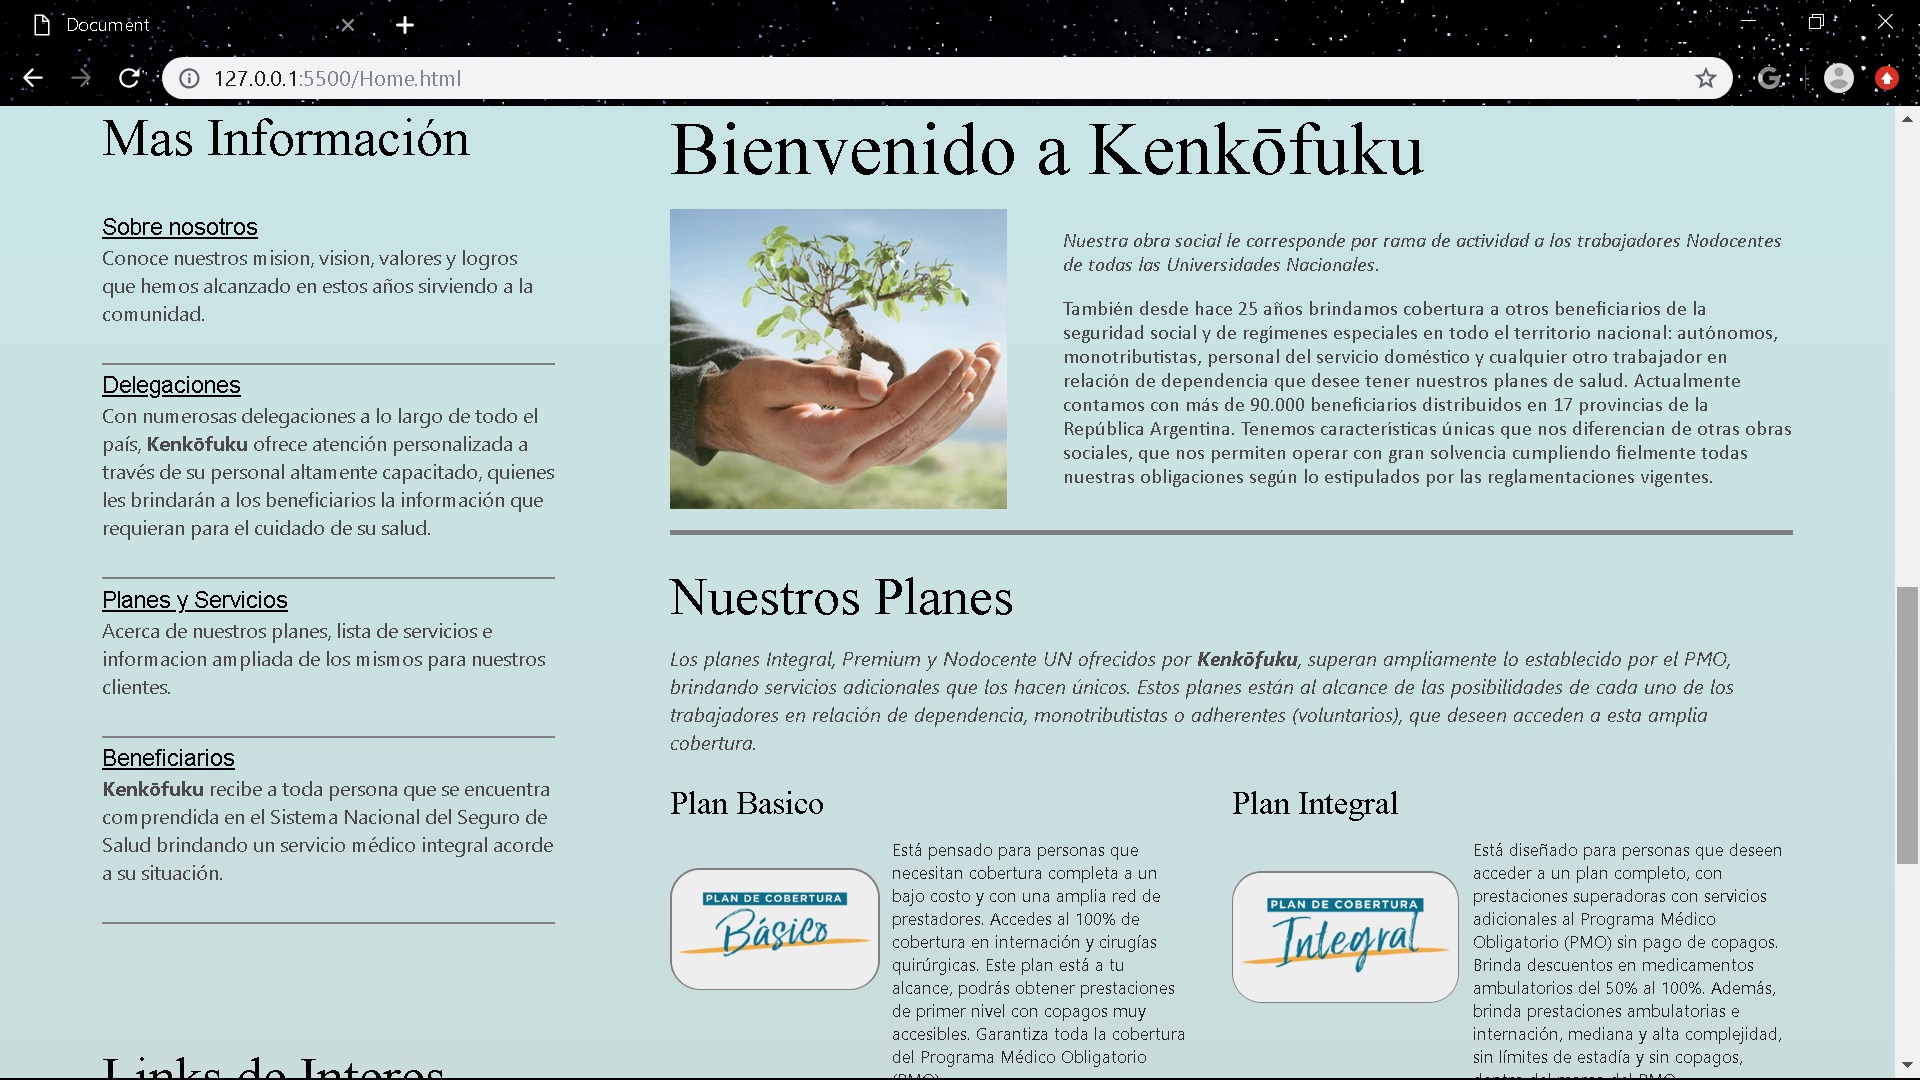 Document
127.0.0.1:5500/Home.html
Mas Información
Sobre nosotros
Conoce nuestros mision, vision, valores y logros
que hemos alcanzado en estos años sirviendo a la
comunidad.
Delegaciones
Con numerosas delegaciones a lo largo de todo el
país, Kenkōfuku ofrece atención personalizada a
través de su personal altamente capacitado, quienes
les brindarán a los beneficiarios la información que
requieran para el cuidado de su salud.
Planes y Servicios
Acerca de nuestros planes, lista de servicios e
informacion ampliada de los mismos para nuestros
clientes.
Beneficiarios
Kenkōfuku recibe a toda persona que se encuentra
comprendida en el Sistema Nacional del Seguro de
Salud brindando un servicio médico integral acorde
a su situación.
Links de Interes
Bienvenido a Kenkōfuku
Nuestra obra social le corresponde por rama de actividad a los trabajadores Nodocentes
de todas las Universidades Nacionales.
También desde hace 25 años brindamos cobertura a otros beneficiarios de la
seguridad social y de regímenes especiales en todo el territorio nacional: autónomos,
monotributistas, personal del servicio doméstico y cualquier otro trabajador en
relación de dependencia que desee tener nuestros planes de salud. Actualmente
contamos con más de 90.000 beneficiarios distribuidos en 17 provincias de la
República Argentina. Tenemos características únicas que nos diferencian de otras obras
sociales, que nos permiten operar con gran solvencia cumpliendo fielmente todas
nuestras obligaciones según lo estipulados por las reglamentaciones vigentes.
Nuestros Planes
Los planes Integral, Premium y Nodocente UN ofrecidos por Kenkōfuku, superan ampliamente lo establecido por el PMO,
brindando servicios adicionales que los hacen únicos. Estos planes están al alcance de las posibilidades de cada uno de los
trabajadores en relación de dependencia, monotributistas o adherentes (voluntarios), que deseen acceden a esta amplia
cobertura.
Plan Basico
PLAN DE COBERTURA
Básico
Está pensado para personas que
necesitan cobertura completa a un
bajo costo y con una amplia red de
prestadores. Accedes al 100% de
cobertura en internación y cirugías
quirúrgicas. Este plan está a tu
alcance, podrás obtener prestaciones
de primer nivel con copagos muy
accesibles. Garantiza toda la cobertura
del Programa Médico Obligatorio
Plan Integral
PLAN DE COBERTURA
Integral
Está diseñado para personas que deseen
acceder a un plan completo, con
prestaciones superadoras con servicios
adicionales al Programa Médico
Obligatorio (PMO) sin pago de copagos.
Brinda descuentos en medicamentos
ambulatorios del 50% al 100%. Además,
brinda prestaciones ambulatorias e
internación, mediana y alta complejidad,
sin límites de estadía y sin copagos,